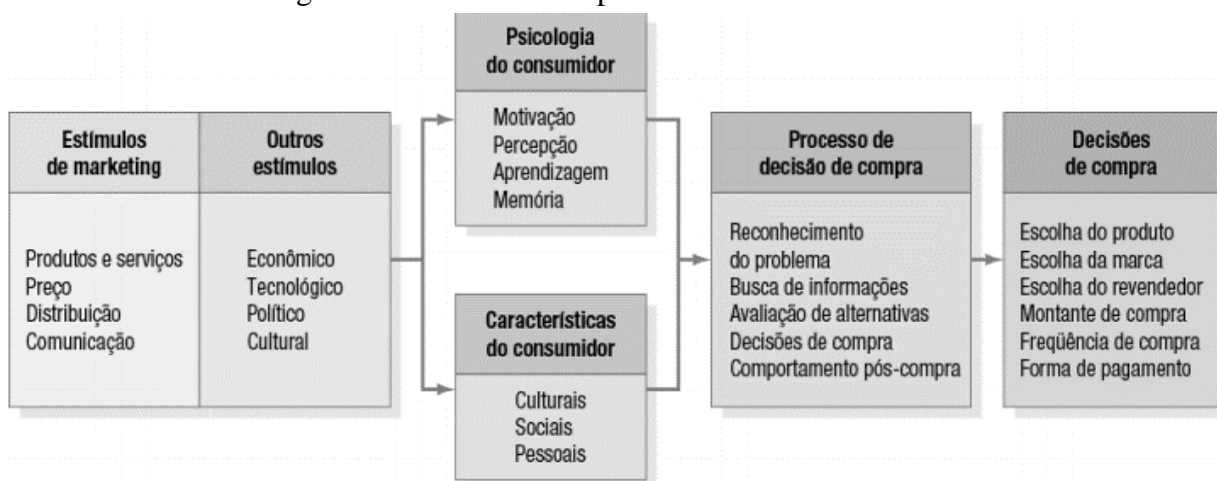 Psicologia
do consumidor
Motivação
Percepção
Aprendizagem
Memória
Estímulos
de marketing
Produtos e serviços
Preço
Distribuição
Comunicação
Outros
estímulos
Econômico
Tecnológico
Político
Cultural
Características
do consumidor
Culturais
Sociais
Pessoais
Processo de
decisão de compra
Reconhecimento
do problema
Busca de informações
Avaliação de alternativas
Decisões de compra
Comportamento pós-compra
Decisões
de compra
Escolha do produto
Escolha da marca
Escolha do revendedor
Montante de compra
Freqüência de compra
Forma de pagamento